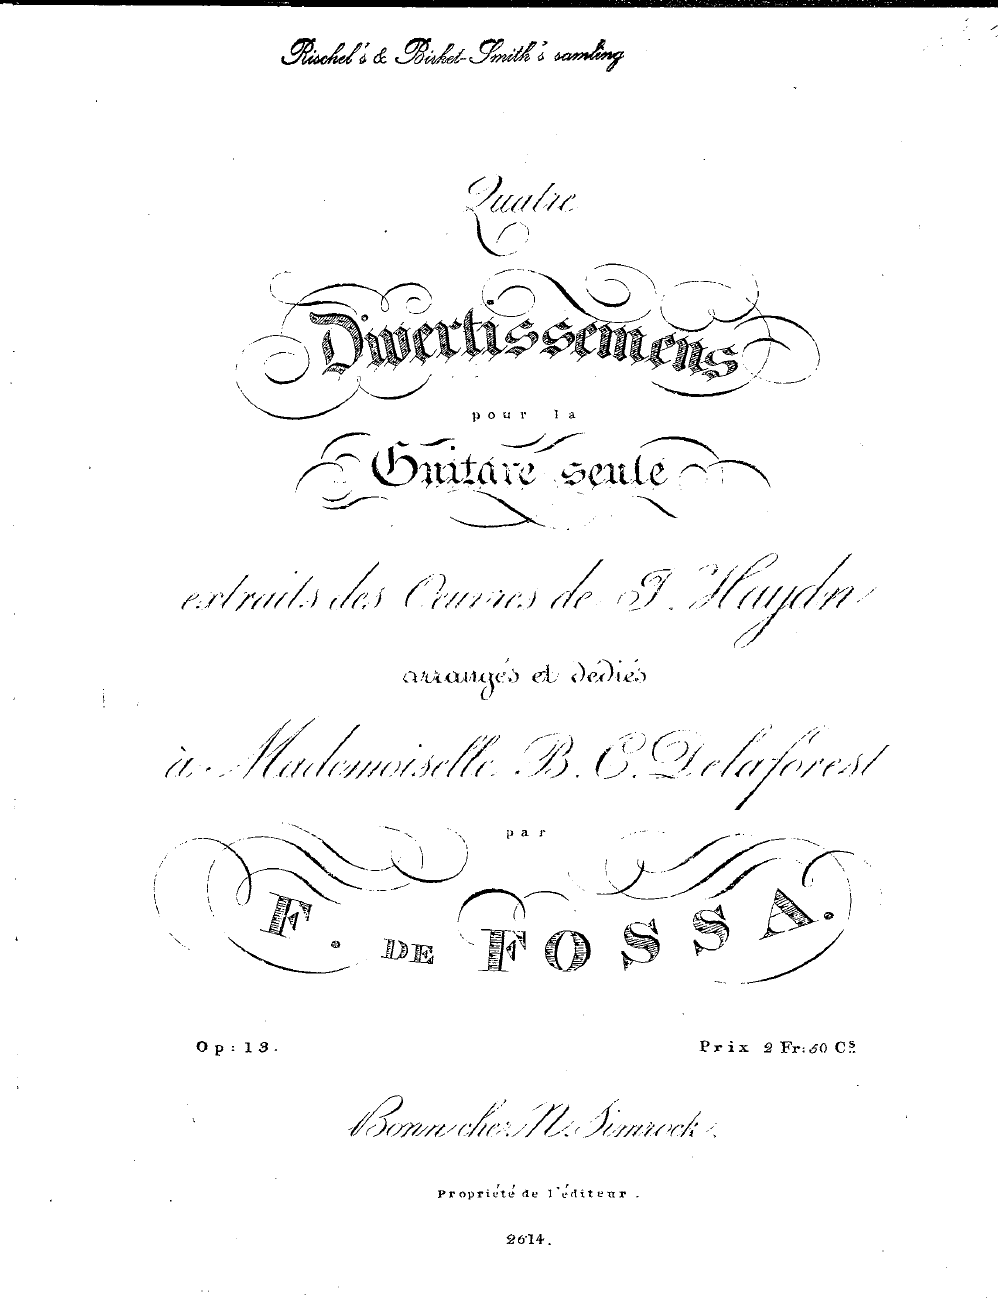 Rischel's & Birket-Smith's samling
Quatre
Divertissemens
pour la
Guitare seule
extraits des Oeuvres de J. Haydn
arrangés et dédiés
à Mademoiselle B. C. Delaforest
par
F. DE FOSSA.
Op: 13. Prix 2 Fr: 50 Cs.
Bonn chez N. Simrock.
Propriété de l'éditeur.
2614.